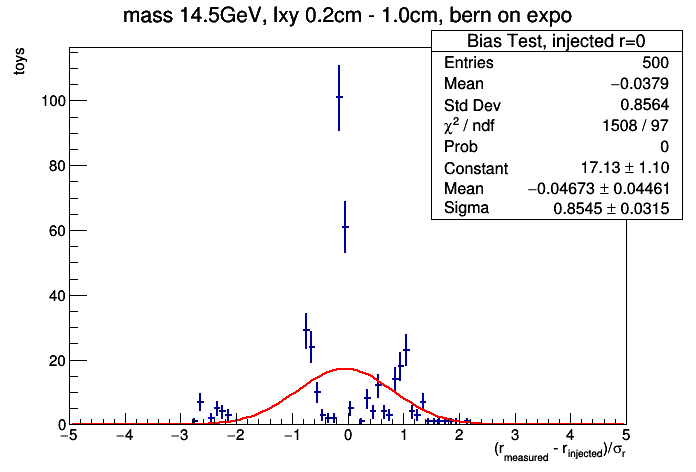 mass 14.5GeV, lxy 0.2cm - 1.0cm, bern on expo
Bias Test, injected r=0
Entries 500
Mean −0.0379
Std Dev 0.8564
χ² / ndf 1508 / 97
Prob 0
Constant 17.13 ± 1.10
Mean −0.04673 ± 0.04461
Sigma 0.8545 ± 0.0315
toys
100
80
60
40
20
0
−5 −4 −3 −2 −1 0 1 2 3 4 5
(r_measured - r_injected)/σ_r